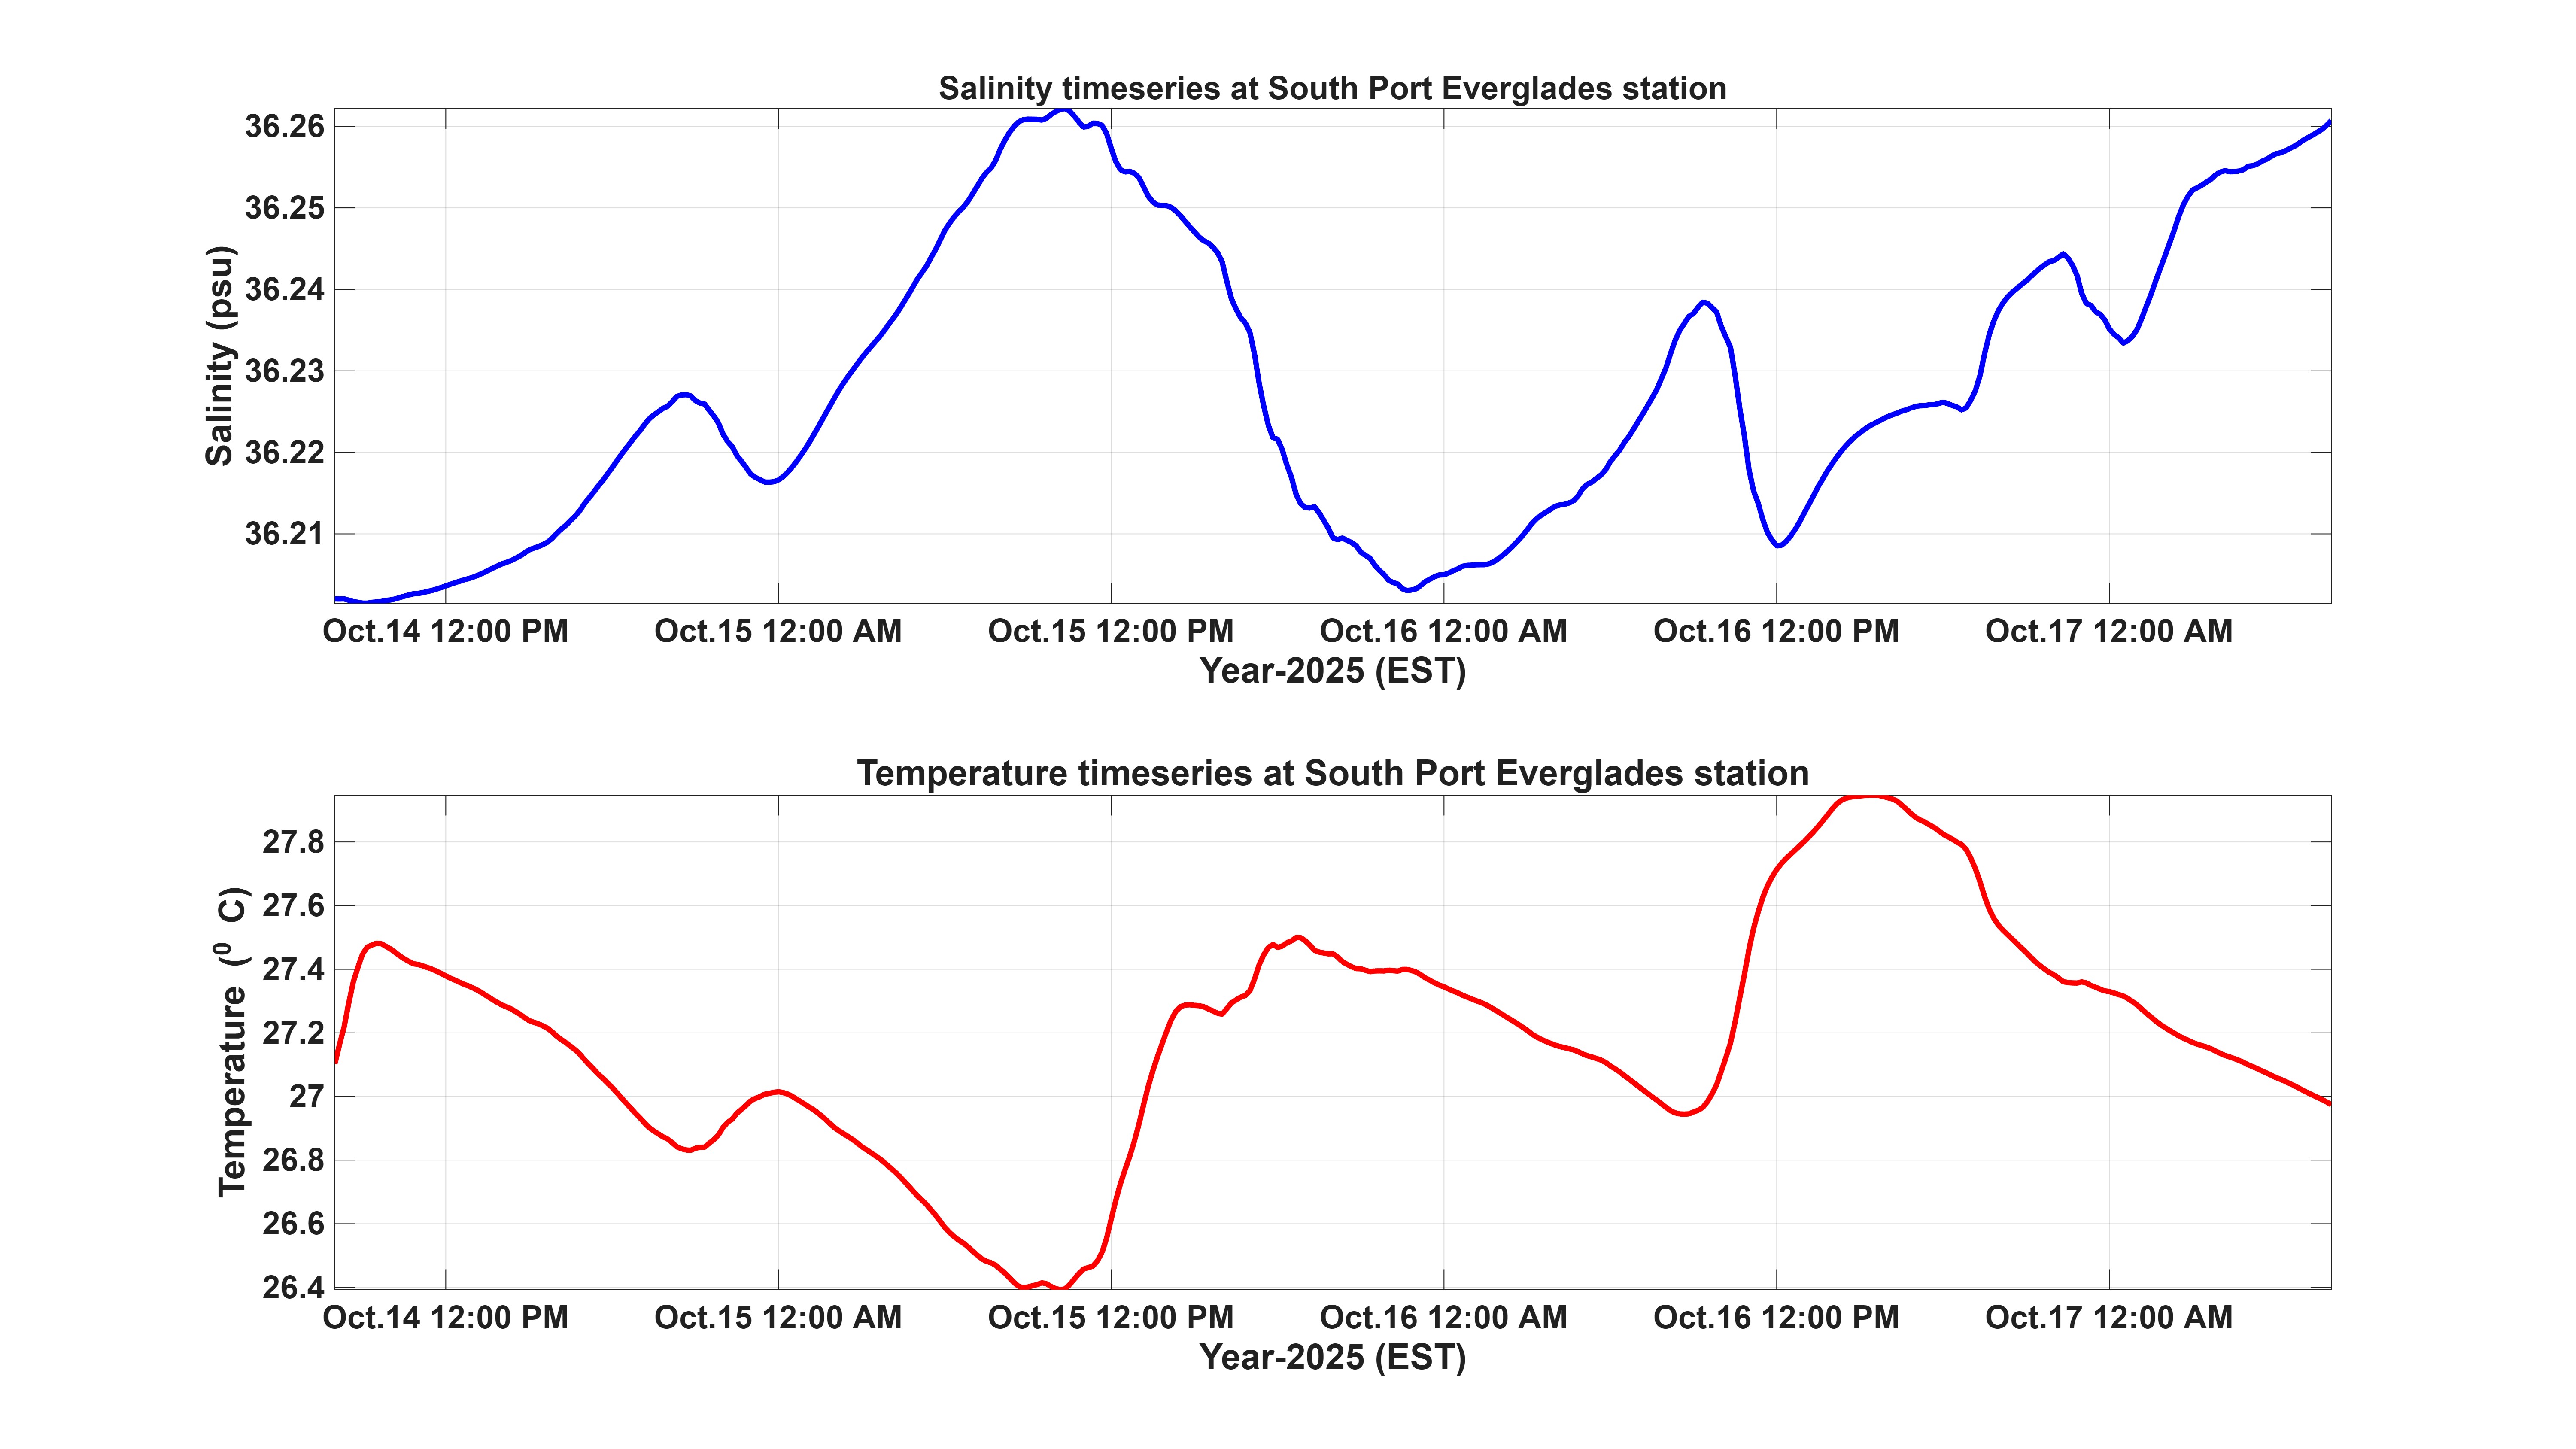 Salinity timeseries at South Port Everglades station
Salinity (psu)
36.26
36.25
36.24
36.23
36.22
36.21
Oct.14 12:00 PM Oct.15 12:00 AM Oct.15 12:00 PM Oct.16 12:00 AM Oct.16 12:00 PM Oct.17 12:00 AM
Year-2025 (EST)
Temperature timeseries at South Port Everglades station
Temperature (⁰ C)
27.8
27.6
27.4
27.2
27
26.8
26.6
26.4
Oct.14 12:00 PM Oct.15 12:00 AM Oct.15 12:00 PM Oct.16 12:00 AM Oct.16 12:00 PM Oct.17 12:00 AM
Year-2025 (EST)